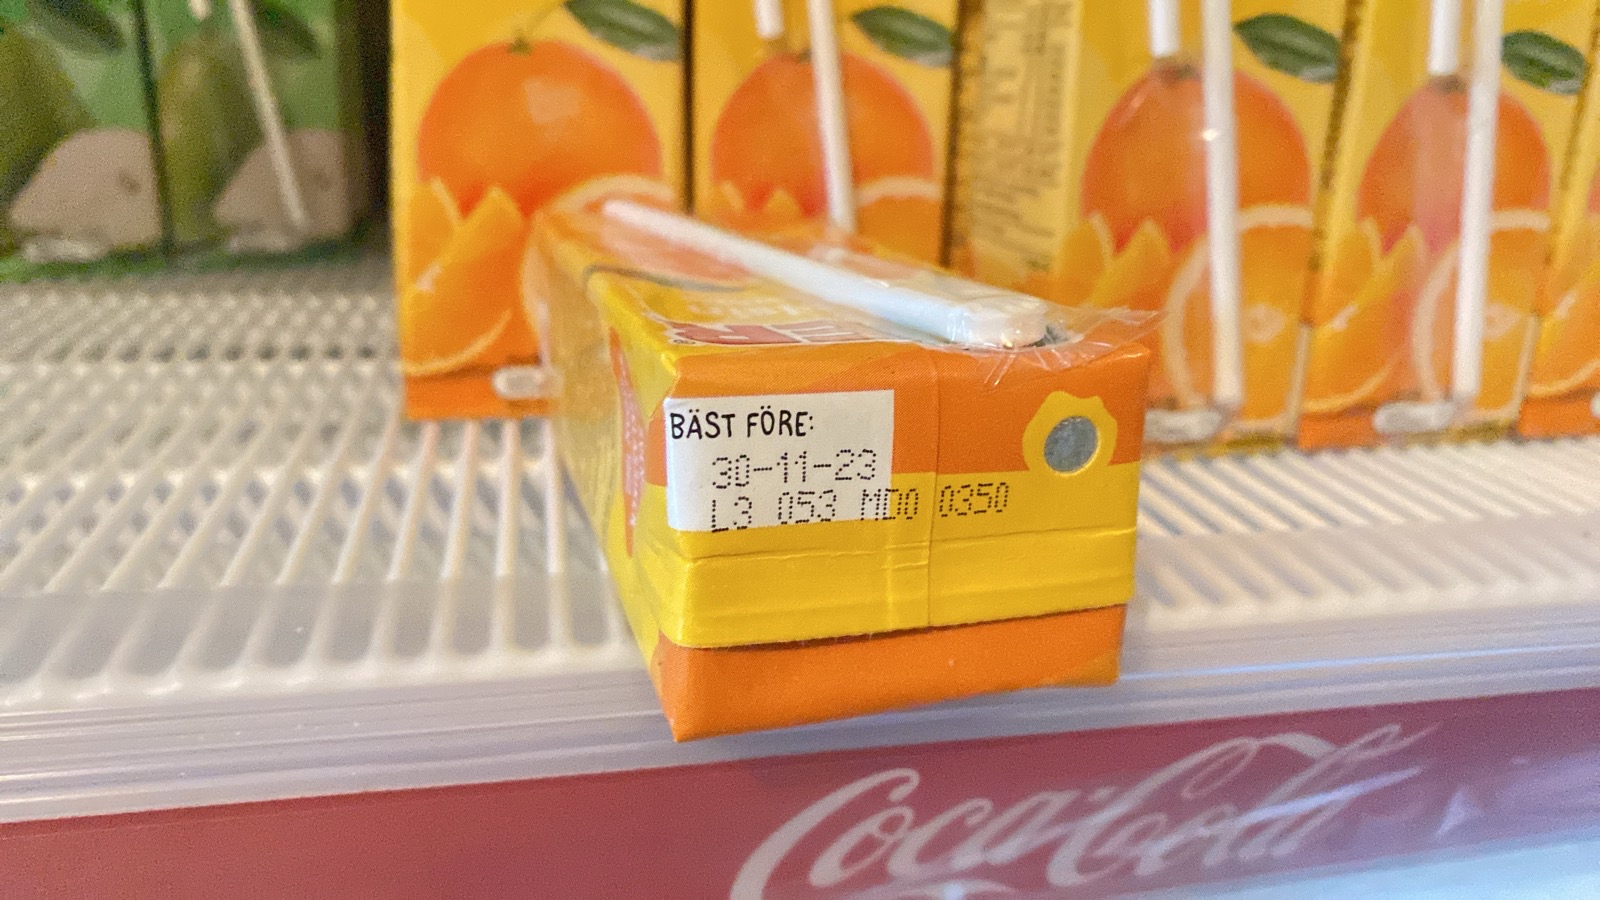 BÄST FÖRE:
30-11-23
L3 053 MD0 0350
Coca-Cola